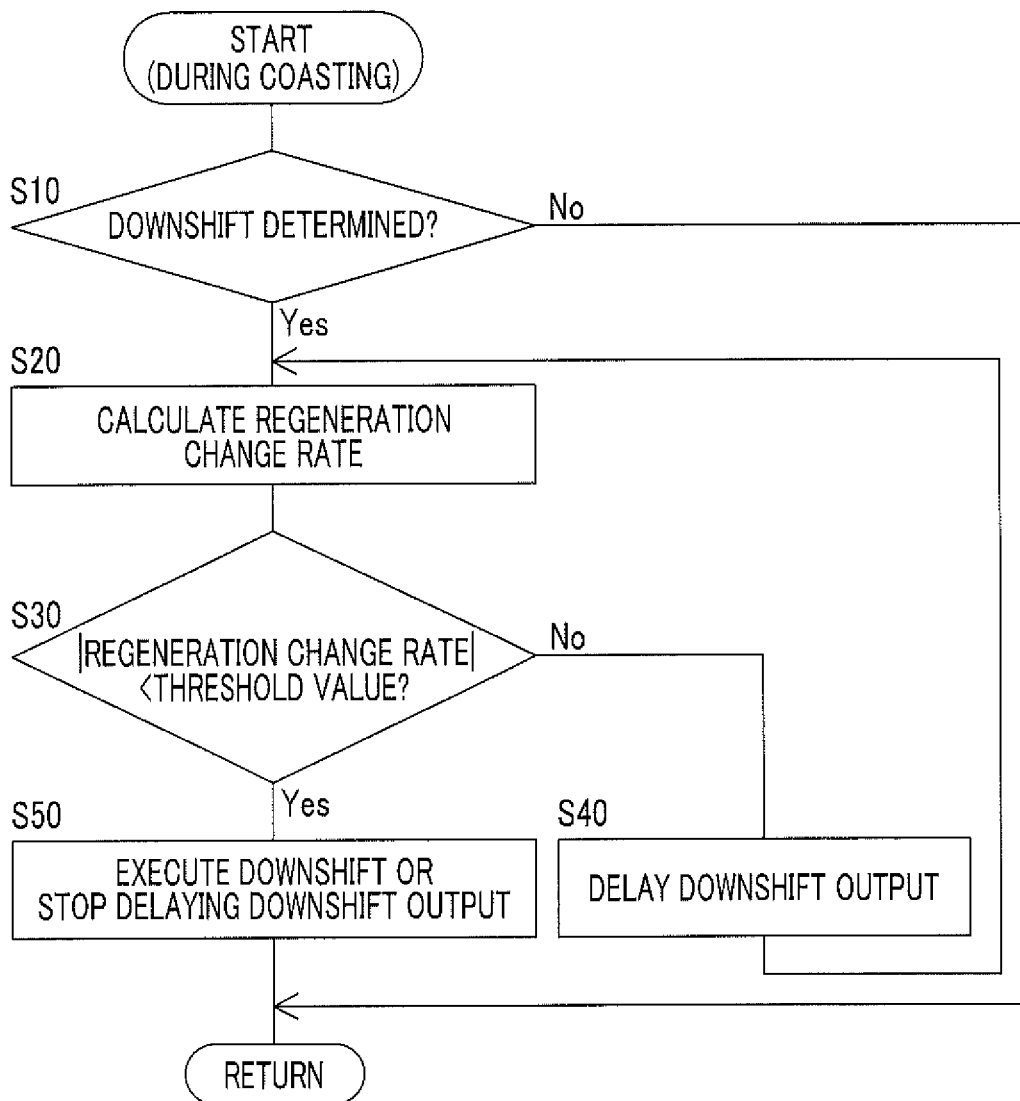 START
(DURING COASTING)
S10
DOWNSHIFT DETERMINED?
No
Yes
S20
CALCULATE REGENERATION
CHANGE RATE
S30
|REGENERATION CHANGE RATE|
<THRESHOLD VALUE?
No
Yes
S50
EXECUTE DOWNSHIFT OR
STOP DELAYING DOWNSHIFT OUTPUT
S40
DELAY DOWNSHIFT OUTPUT
RETURN